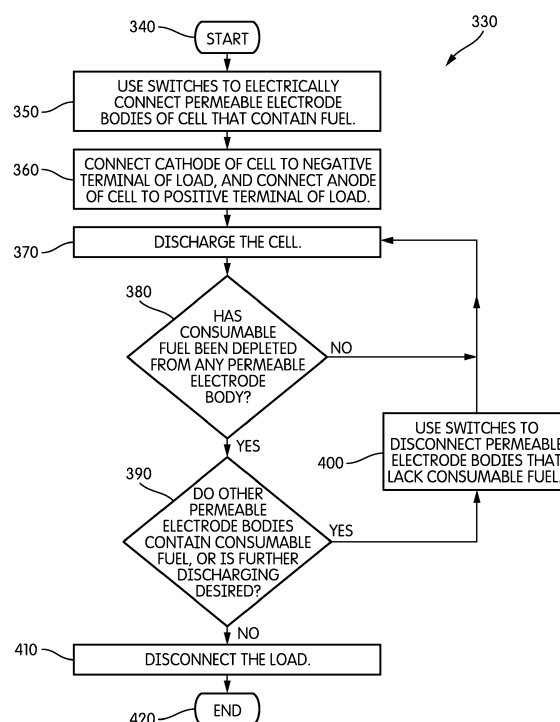 330
340
START
350
USE SWITCHES TO ELECTRICALLY
CONNECT PERMEABLE ELECTRODE
BODIES OF CELL THAT CONTAIN FUEL.
360
CONNECT CATHODE OF CELL TO NEGATIVE
TERMINAL OF LOAD, AND CONNECT ANODE
OF CELL TO POSITIVE TERMINAL OF LOAD.
370
DISCHARGE THE CELL.
380
HAS
CONSUMABLE
FUEL BEEN DEPLETED
FROM ANY PERMEABLE
ELECTRODE
BODY?
NO
YES
400
USE SWITCHES TO
DISCONNECT PERMEABLE
ELECTRODE BODIES THAT
LACK CONSUMABLE FUEL.
390
DO OTHER
PERMEABLE
ELECTRODE BODIES
CONTAIN CONSUMABLE
FUEL, OR IS FURTHER
DISCHARGING
DESIRED?
YES
NO
410
DISCONNECT THE LOAD.
420
END